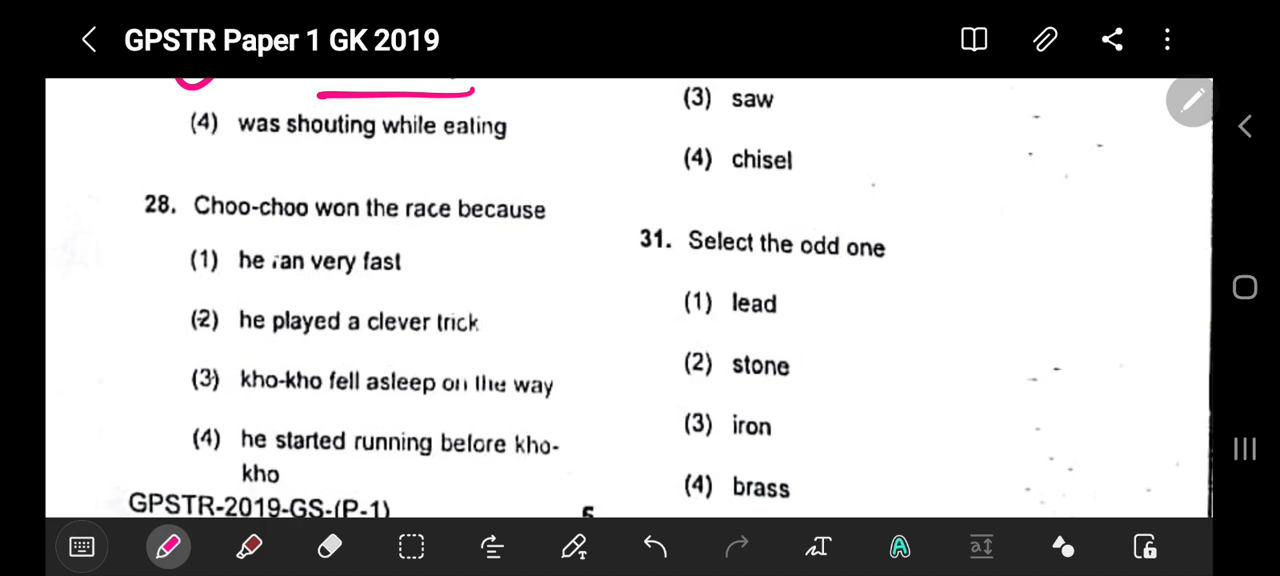 GPSTR Paper 1 GK 2019
(4) was shouting while eating
28. Choo-choo won the race because
(1) he ran very fast
(2) he played a clever trick
(3) kho-kho fell asleep on the way
(4) he started running before kho-
kho
GPSTR-2019-GS-(P-1)
5
(3) saw
(4) chisel
31. Select the odd one
(1) lead
(2) stone
(3) iron
(4) brass